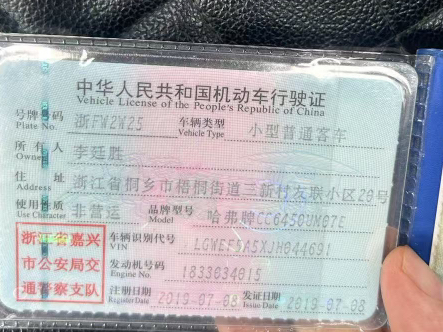 中华人民共和国机动车行驶证
Vehicle License of the People's Republic of China
号牌号码 浙FW2W25 车辆类型 小型普通客车
Plate No. Vehicle Type
所有人 李廷胜
Owner
住址 浙江省桐乡市梧桐街道三新村友联小区20号
Address
使用性质 非营运 品牌型号 哈弗牌CC6450UM07E
Use Character Model
浙江省嘉兴 车辆识别代号
VIN LGWEF5A5XJH044691
市公安局交 发动机号码
Engine No. 1833034015
通警察支队 注册日期 2019-07-08 发证日期 2019-07-08
Register Date Issue Date